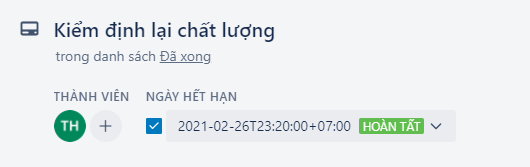 Kiểm định lại chất lượng
trong danh sách Đã xong
THÀNH VIÊN NGÀY HẾT HẠN
TH + 2021-02-26T23:20:00+07:00 HOÀN TẤT